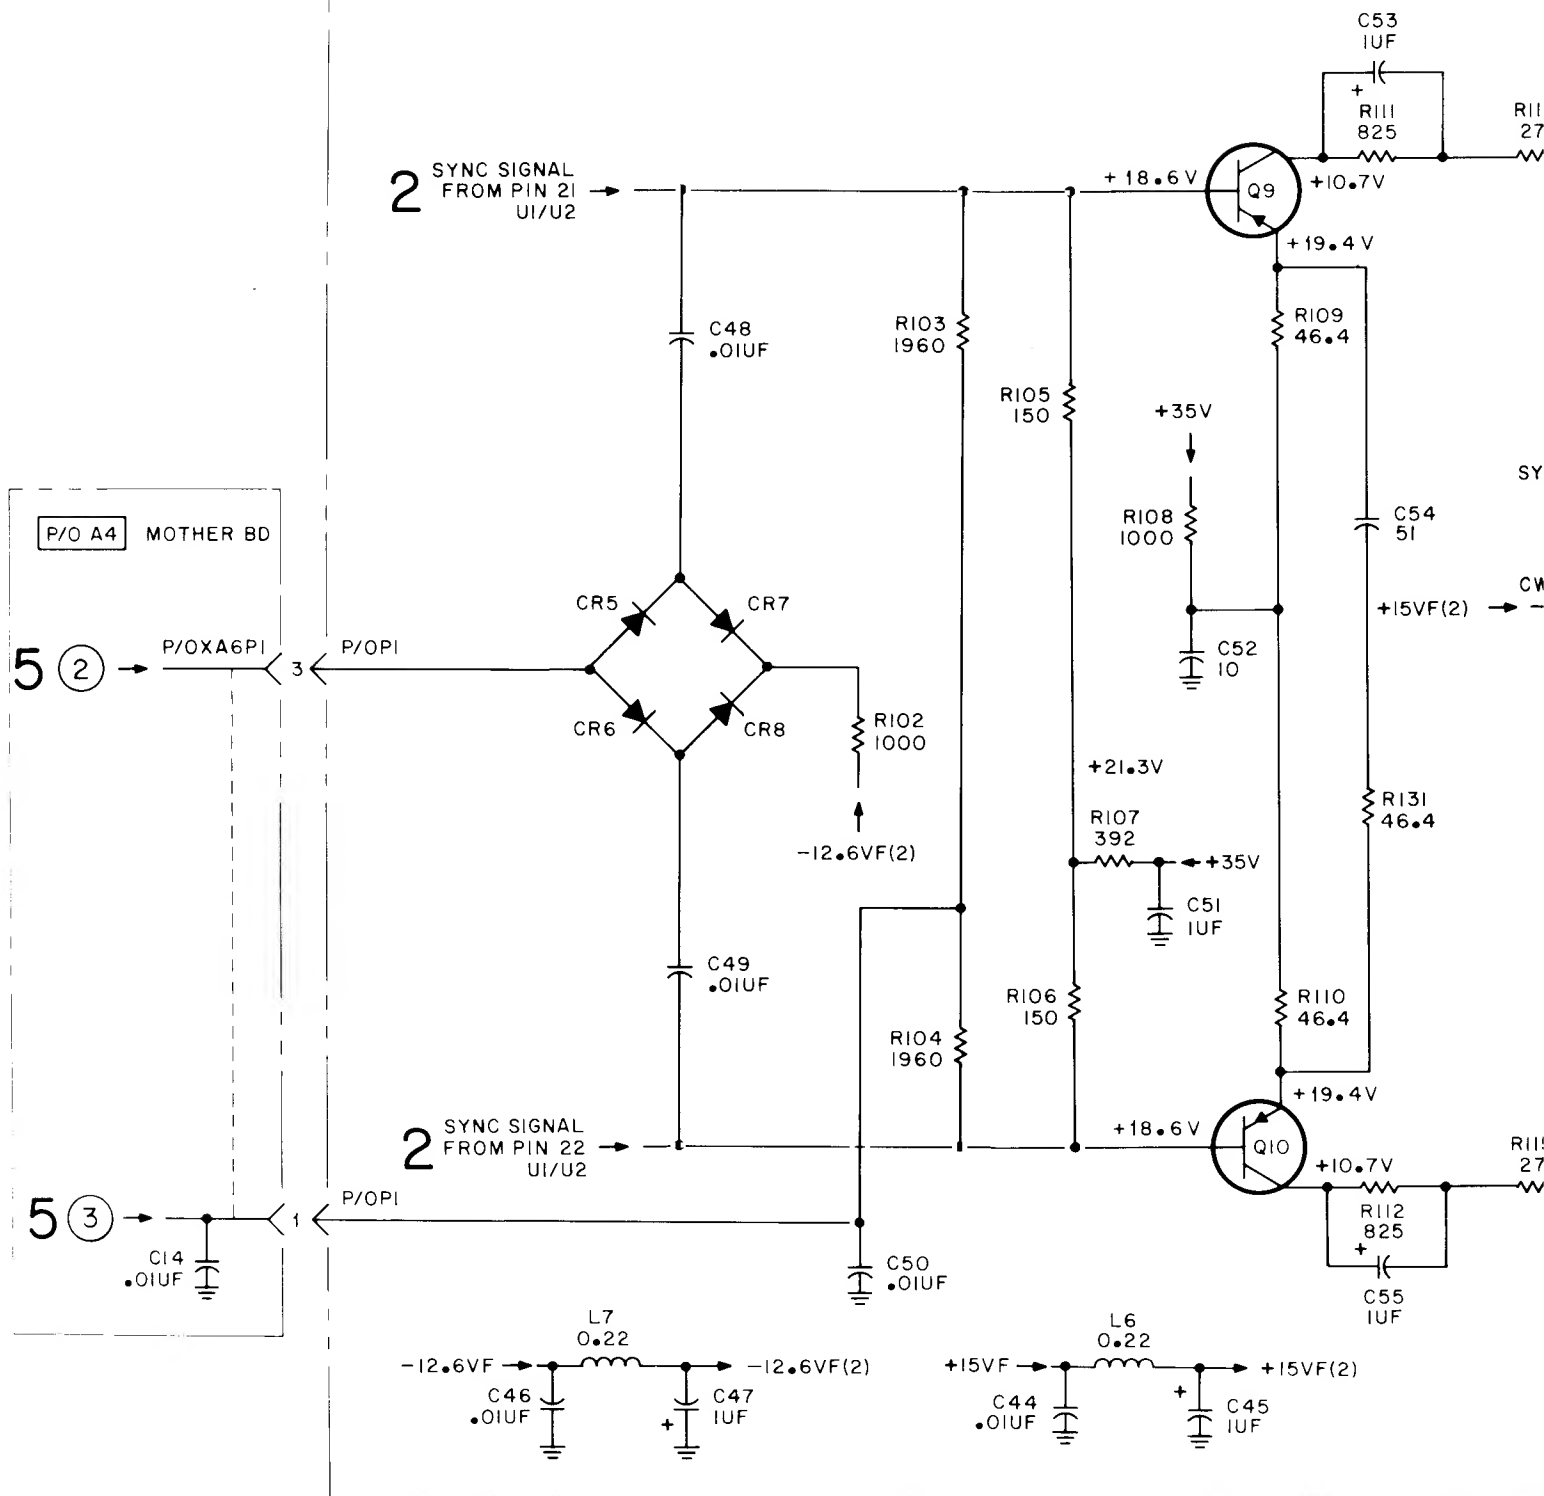 C53
1UF
+
R111
825
R11
27
2
SYNC SIGNAL
FROM PIN 21
U1/U2
+18.6V
Q9
+10.7V
+19.4V
C48
.01UF
R103
1960
R109
46.4
R105
150
+35V
SY
P/O A4
MOTHER BD
R108
1000
C54
51
CR5
CR7
CW
+15VF(2)
-
P/OXA6P1
P/OP1
5
2
3
C52
10
CR6
CR8
R102
1000
+21.3V
R131
46.4
R107
392
-12.6VF(2)
+35V
C51
1UF
C49
.01UF
R106
150
R110
46.4
R104
1960
+19.4V
2
SYNC SIGNAL
FROM PIN 22
U1/U2
+18.6V
Q10
+10.7V
R115
27
P/OP1
5
3
1
R112
825
+
C14
.01UF
C50
.01UF
C55
1UF
L7
0.22
L6
0.22
-12.6VF
-12.6VF(2)
+15VF
+15VF(2)
C46
.01UF
C47
1UF
+
C44
.01UF
+
C45
1UF